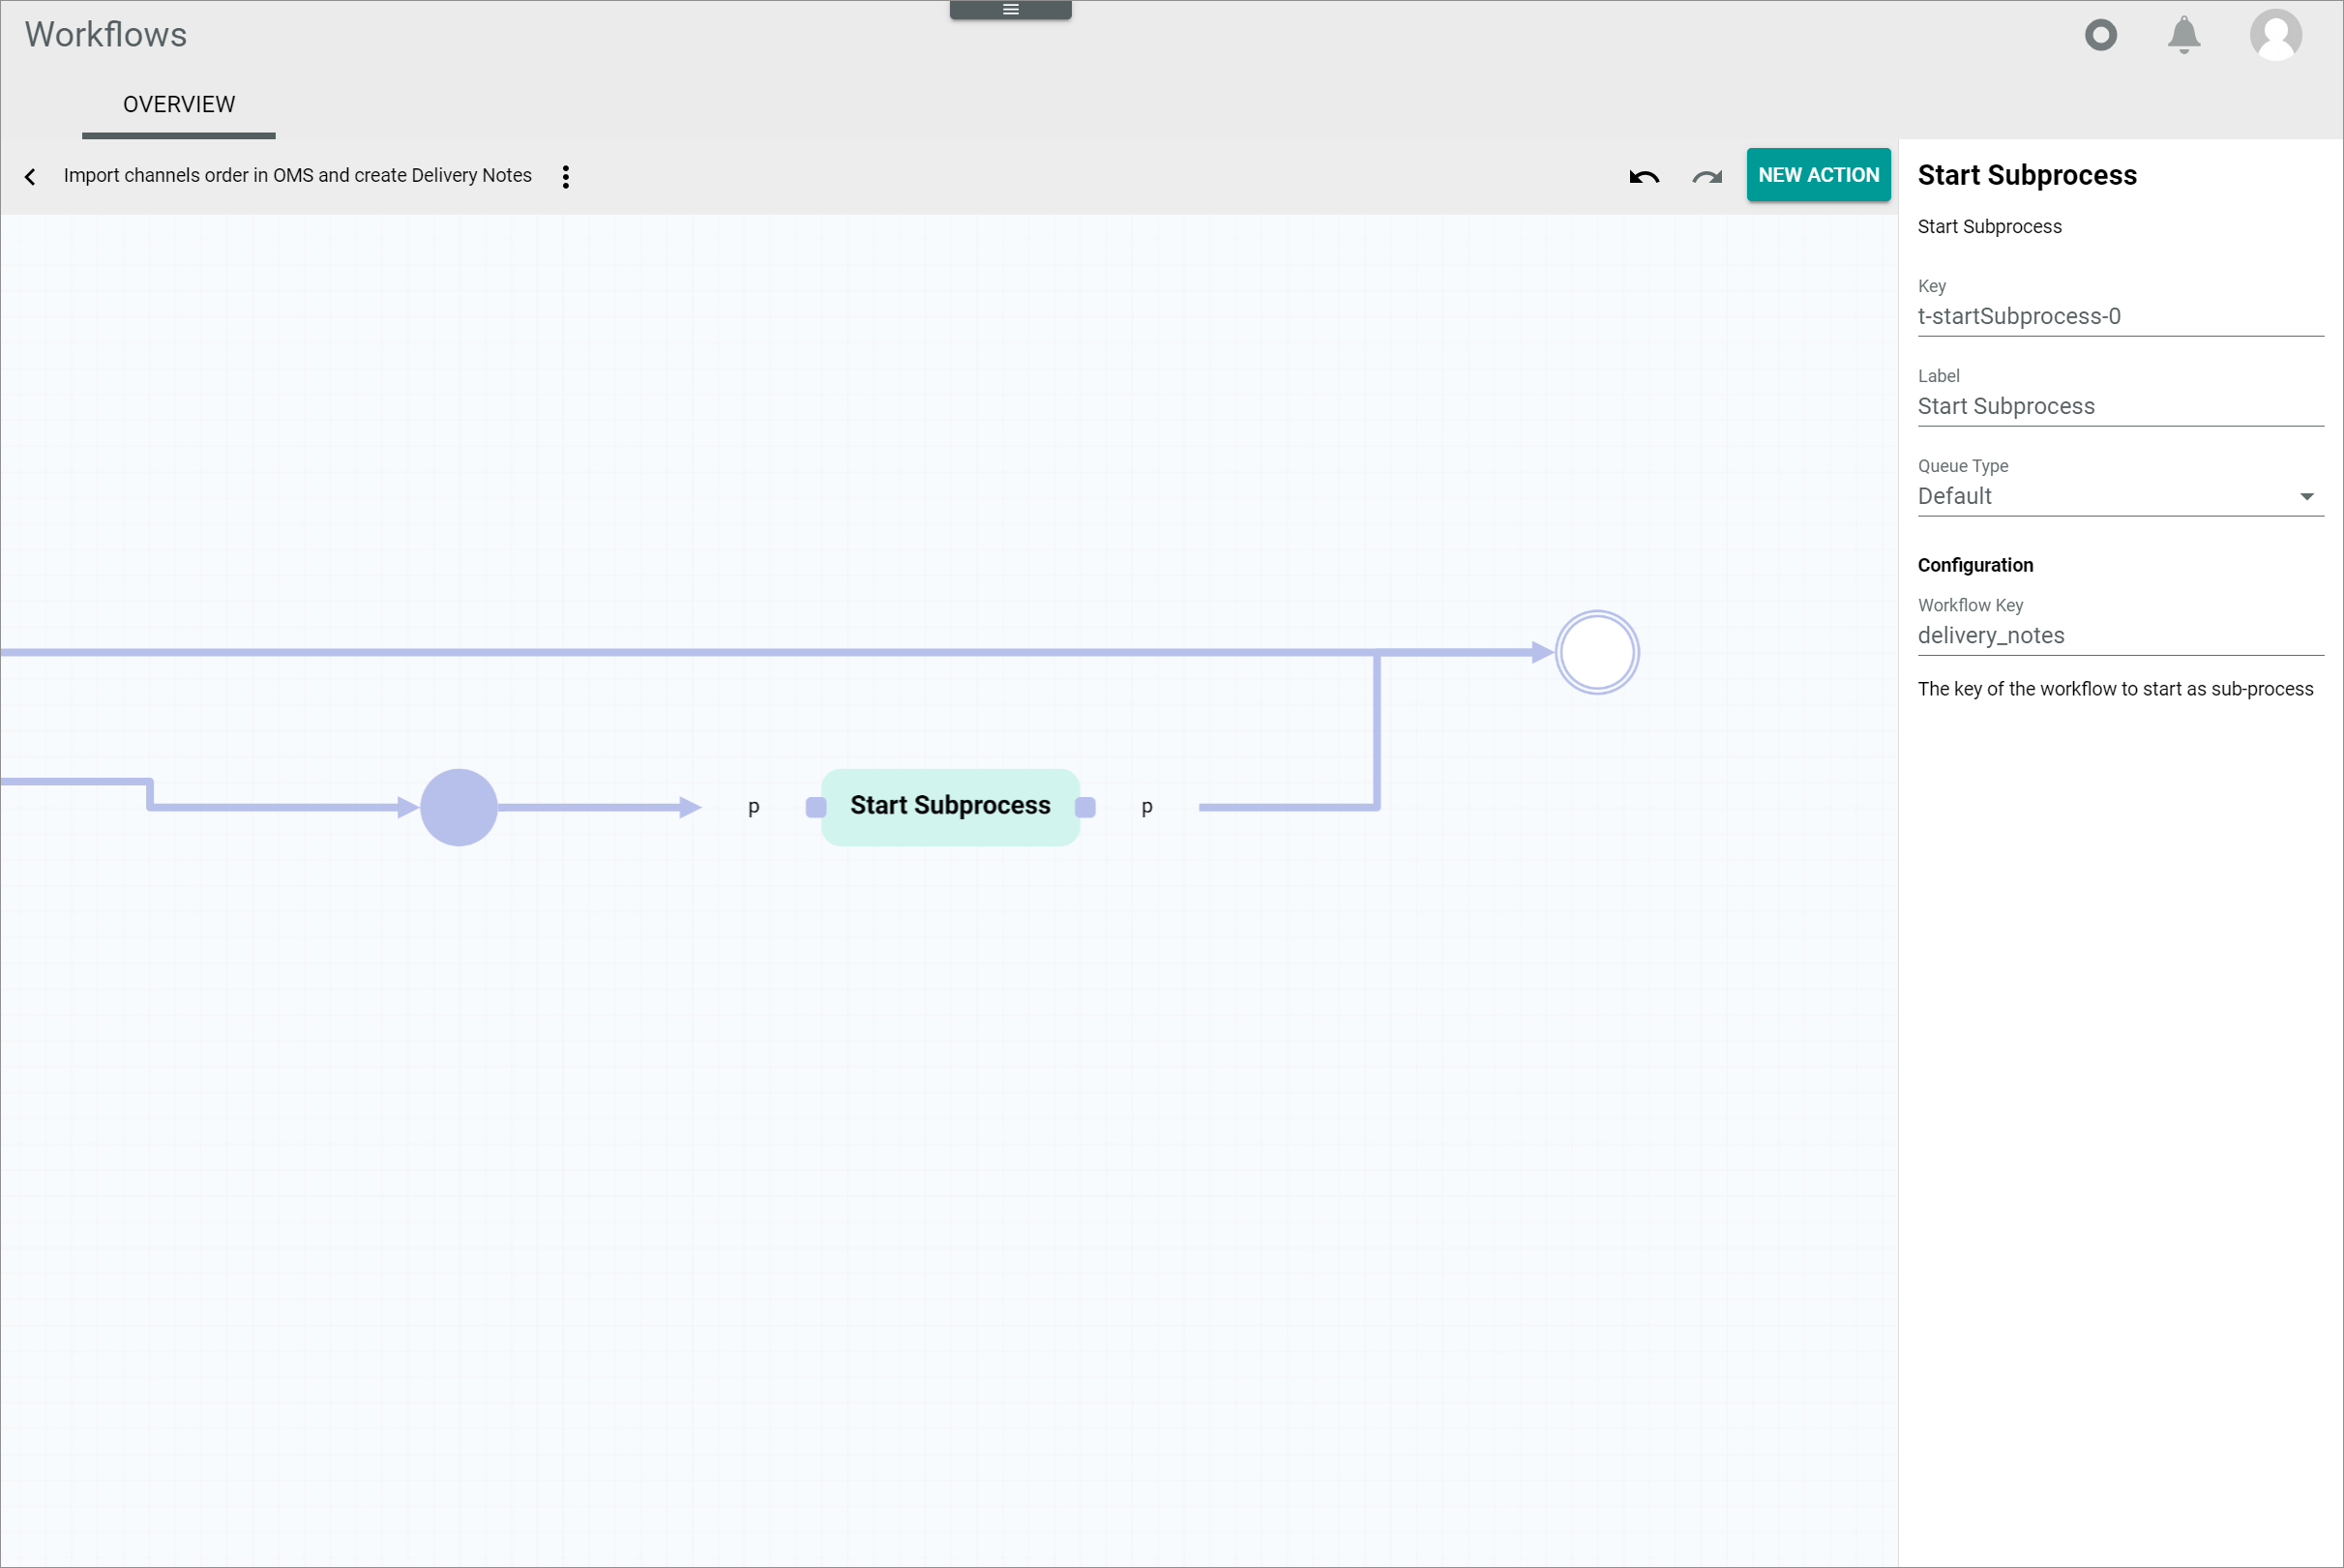 Workflows
OVERVIEW
Import channels order in OMS and create Delivery Notes
NEW ACTION
Start Subprocess
Start Subprocess
Key
t-startSubprocess-0
Label
Start Subprocess
Queue Type
Default
Configuration
Workflow Key
delivery_notes
The key of the workflow to start as sub-process
p
Start Subprocess
p